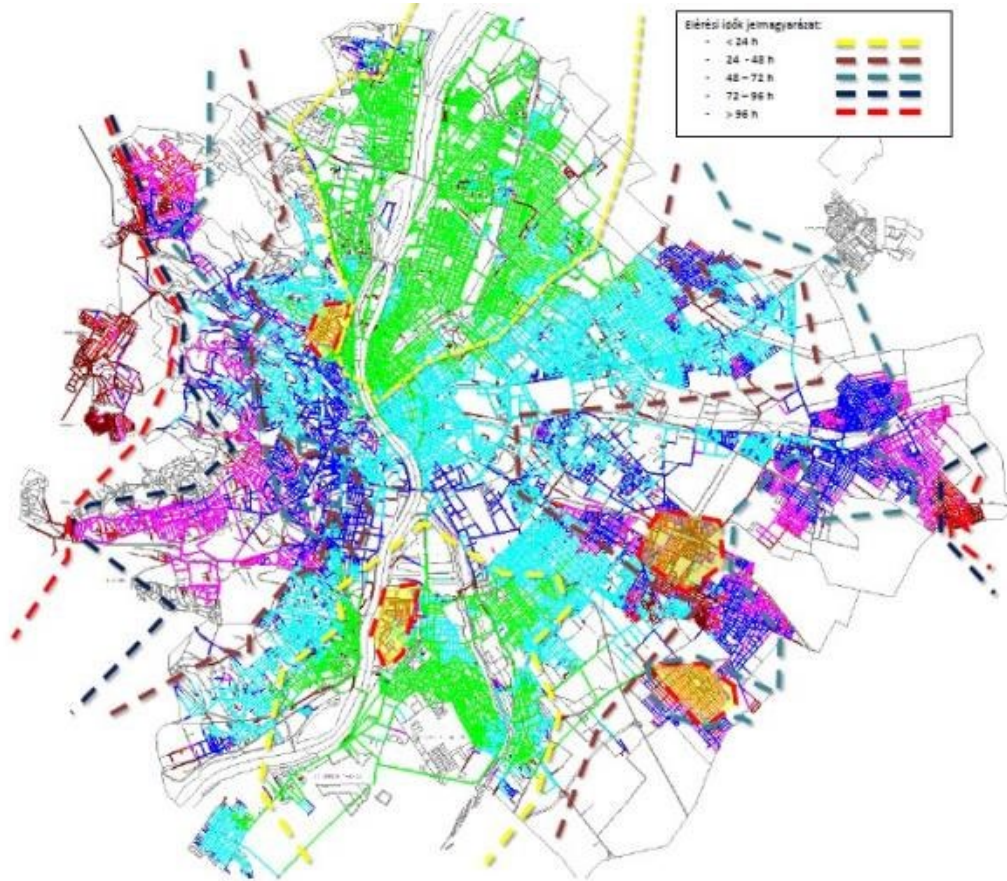 Elérési idők jelmagyarázat:
- < 24 h
- 24 - 48 h
- 48 – 72 h
- 72 – 96 h
- > 96 h